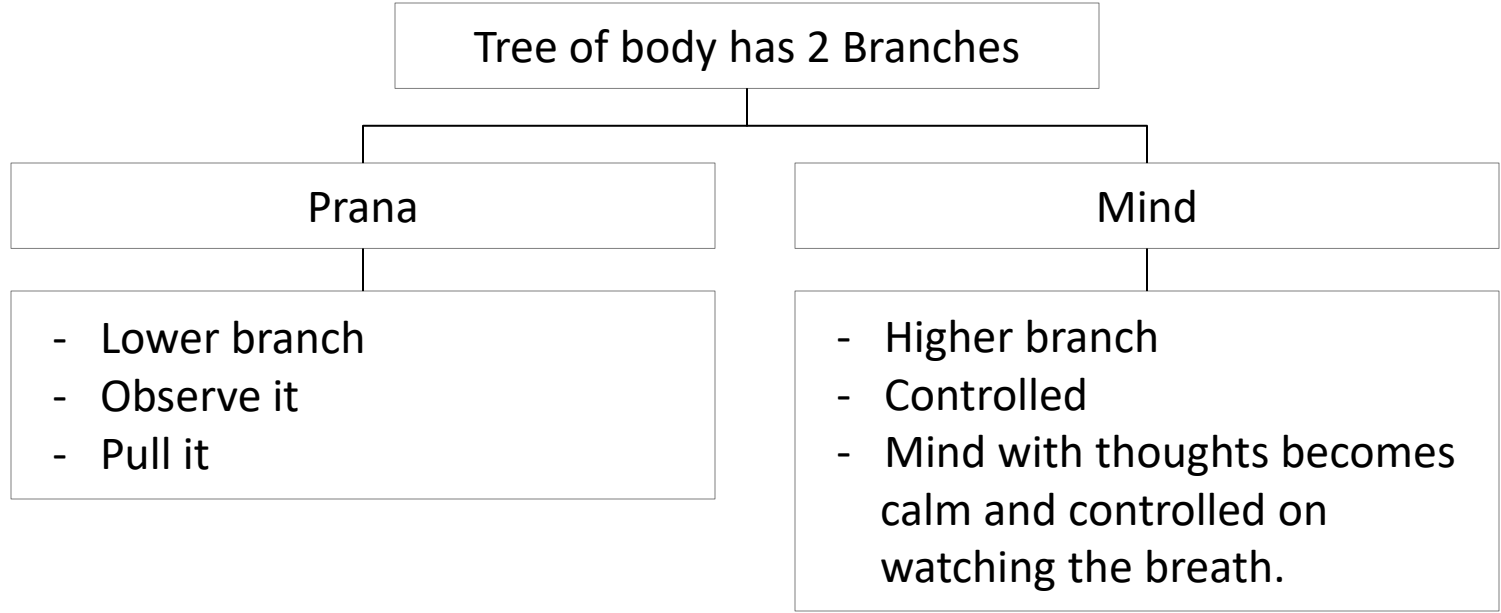 Tree of body has 2 Branches
Prana
- Lower branch
- Observe it
- Pull it
Mind
- Higher branch
- Controlled
- Mind with thoughts becomes
calm and controlled on
watching the breath.